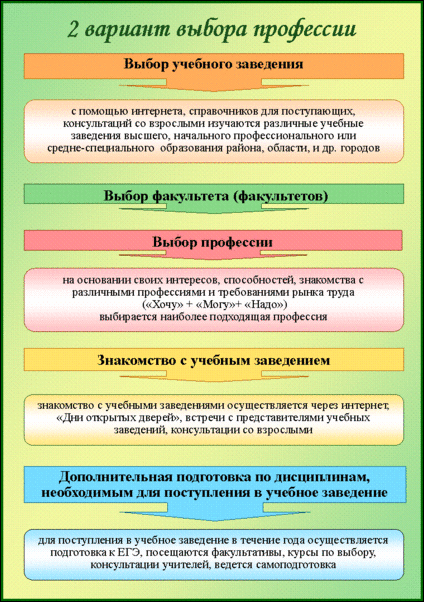 2 вариант выбора профессии
Выбор учебного заведения
с помощью интернета, справочников для поступающих,
консультаций со взрослыми изучаются различные учебные
заведения высшего, начального профессионального или
средне-специального образования района, области, и др. городов
Выбор факультета (факультетов)
Выбор профессии
на основании своих интересов, способностей, знакомства с
различными профессиями и требованиями рынка труда
(«Хочу» + «Могу»+ «Надо»)
выбирается наиболее подходящая профессия
Знакомство с учебным заведением
знакомство с учебными заведениями осуществляется через интернет,
«Дни открытых дверей», встречи с представителями учебных
заведений, консультации со взрослыми
Дополнительная подготовка по дисциплинам,
необходимым для поступления в учебное заведение
для поступления в учебное заведение в течение года осуществляется
подготовка к ЕГЭ, посещаются факультативы, курсы по выбору,
консультации учителей, ведется самоподготовка